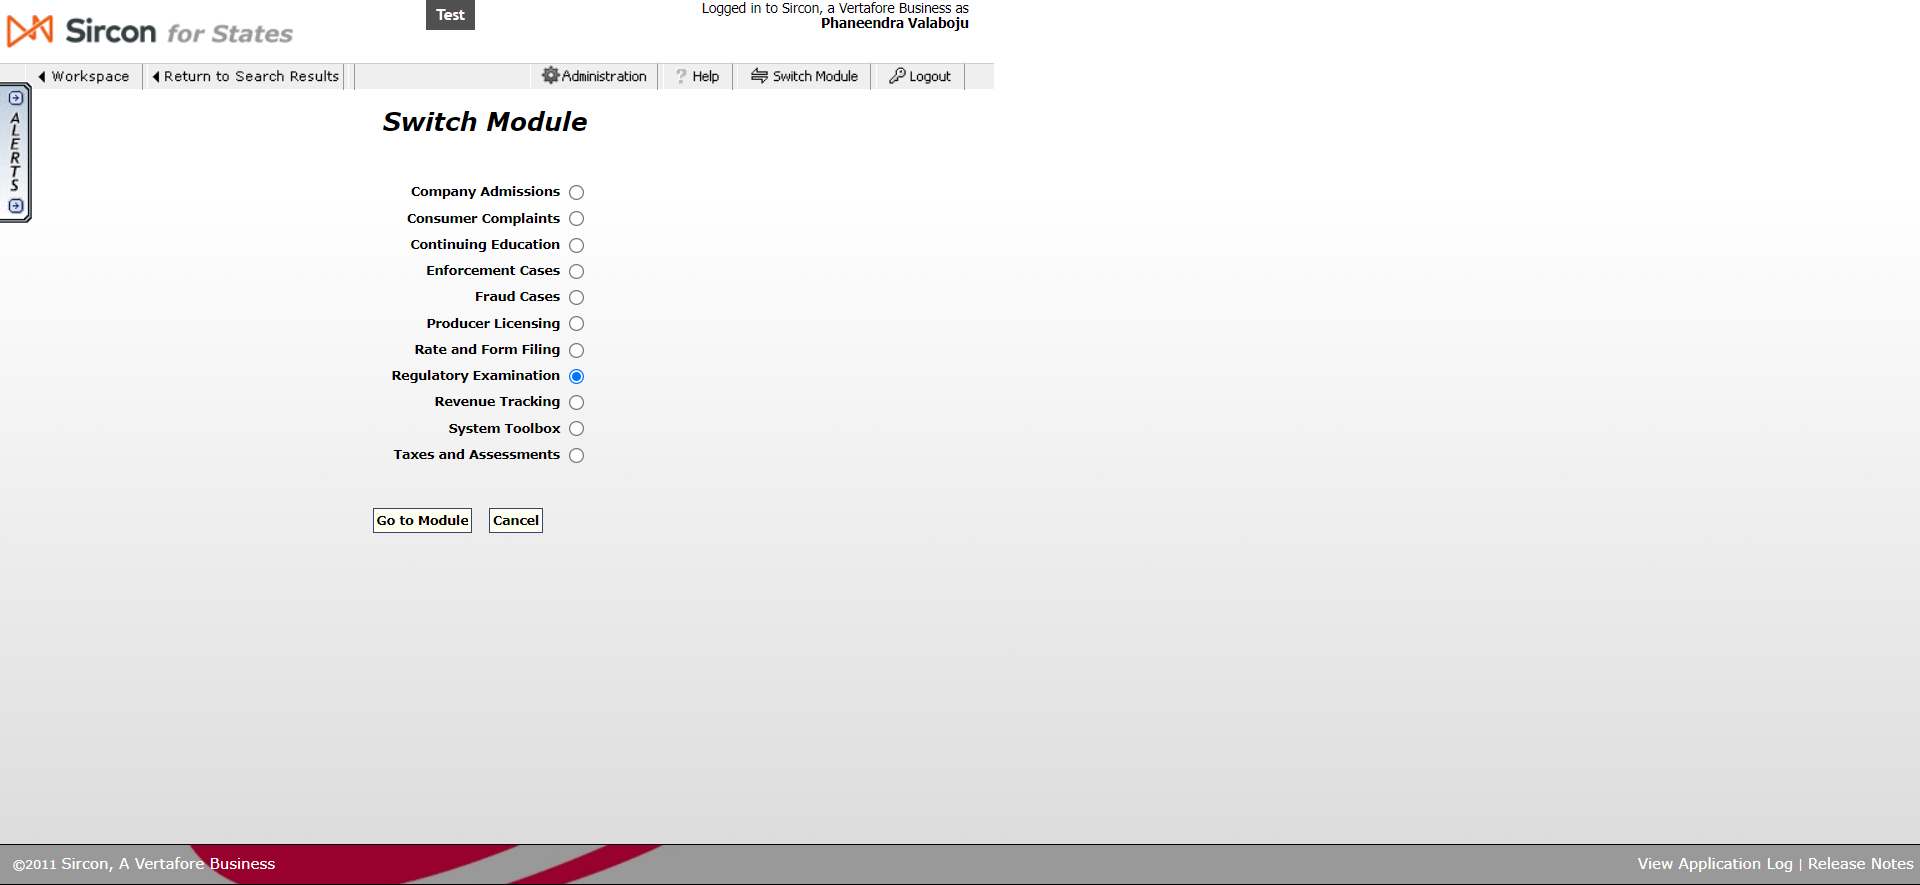 Sircon for States
Test
Logged in to Sircon, a Vertafore Business as
Phaneendra Valaboju
Workspace
Return to Search Results
Administration
? Help
Switch Module
Logout
ALERTS
Switch Module
Company Admissions
Consumer Complaints
Continuing Education
Enforcement Cases
Fraud Cases
Producer Licensing
Rate and Form Filing
Regulatory Examination
Revenue Tracking
System Toolbox
Taxes and Assessments
Go to Module
Cancel
©2011 Sircon, A Vertafore Business
View Application Log | Release Notes